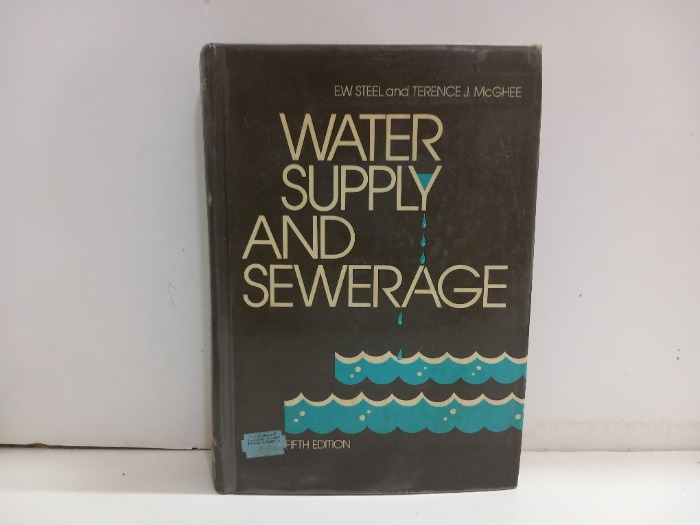 E.W. STEEL and TERENCE J. McGHEE
WATER
SUPPLY
AND
SEWERAGE
FIFTH EDITION